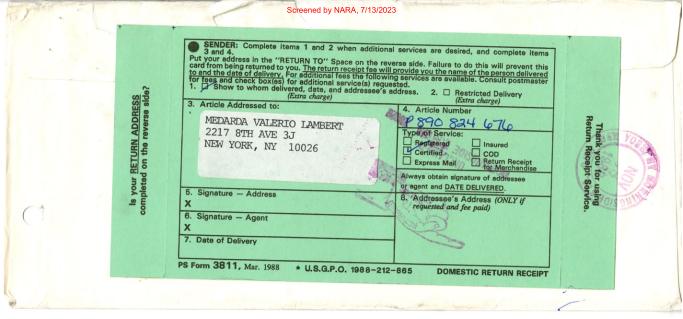 Screened by NARA, 7/13/2023
SENDER: Complete items 1 and 2 when additional services are desired, and complete items
3 and 4.
Put your address in the "RETURN TO" Space on the reverse side. Failure to do this will prevent this
card from being returned to you. The return receipt fee will provide you the name of the person delivered
to and the date of delivery. For additional fees the following services are available. Consult postmaster
for fees and check box(es) for additional service(s) requested.
1. ☐ Show to whom delivered, date, and addressee's address. 2. ☐ Restricted Delivery
(Extra charge) (Extra charge)
3. Article Addressed to:
MEDARDA VALERIO LAMBERT
2217 8TH AVE 3J
NEW YORK, NY 10026
4. Article Number
P 890 824 676
Type of Service:
☐ Registered ☐ Insured
☑ Certified ☐ COD
☐ Express Mail ☐ Return Receipt
for Merchandise
Always obtain signature of addressee
or agent and DATE DELIVERED.
5. Signature — Address
X
6. Signature — Agent
X
7. Date of Delivery
8. Addressee's Address (ONLY if
requested and fee paid)
PS Form 3811, Mar. 1988 ★ U.S.G.P.O. 1988-212-865 DOMESTIC RETURN RECEIPT
Is your RETURN ADDRESS
completed on the reverse side?
Thank you for using
Return Receipt Service.
NOV